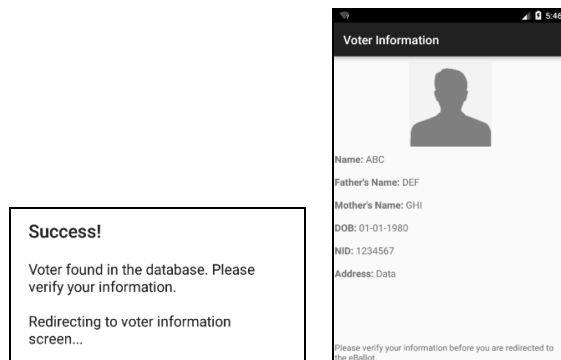 Success!
Voter found in the database. Please
verify your information.
Redirecting to voter information
screen...
5:46
Voter Information
Name: ABC
Father's Name: DEF
Mother's Name: GHI
DOB: 01-01-1980
NID: 1234567
Address: Data
Please verify your information before you are redirected to
the eBallot.